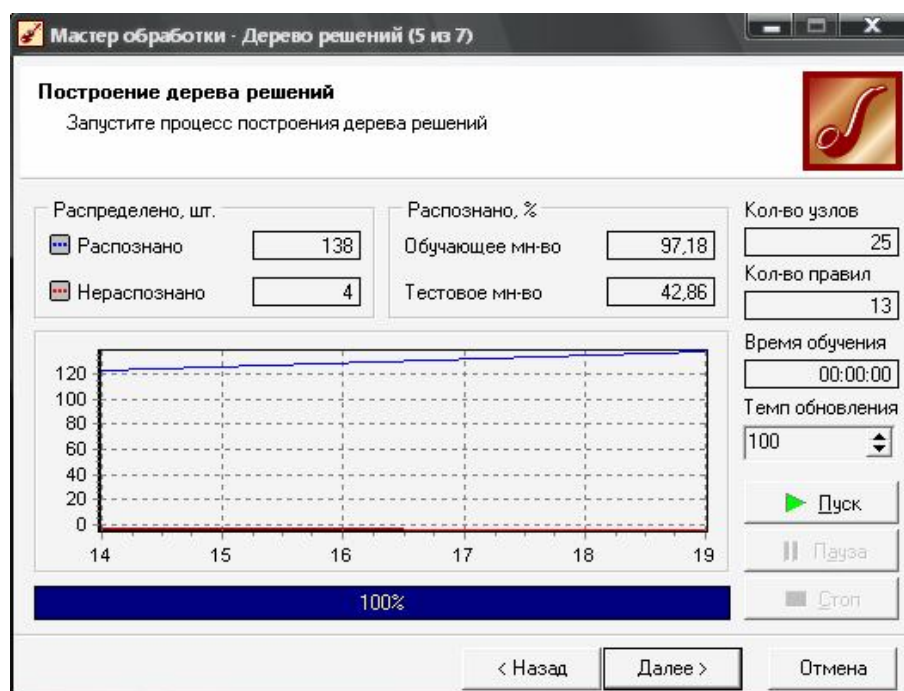 Мастер обработки - Дерево решений (5 из 7)
Построение дерева решений
Запустите процесс построения дерева решений
Распределено, шт.
Распознано 138
Нераспознано 4
Распознано, %
Обучающее мн-во 97,18
Тестовое мн-во 42,86
Кол-во узлов
25
Кол-во правил
13
Время обучения
00:00:00
Темп обновления
100
120
100
80
60
40
20
0
14 15 16 17 18 19
100%
Пуск
Пауза
Стоп
< Назад
Далее >
Отмена